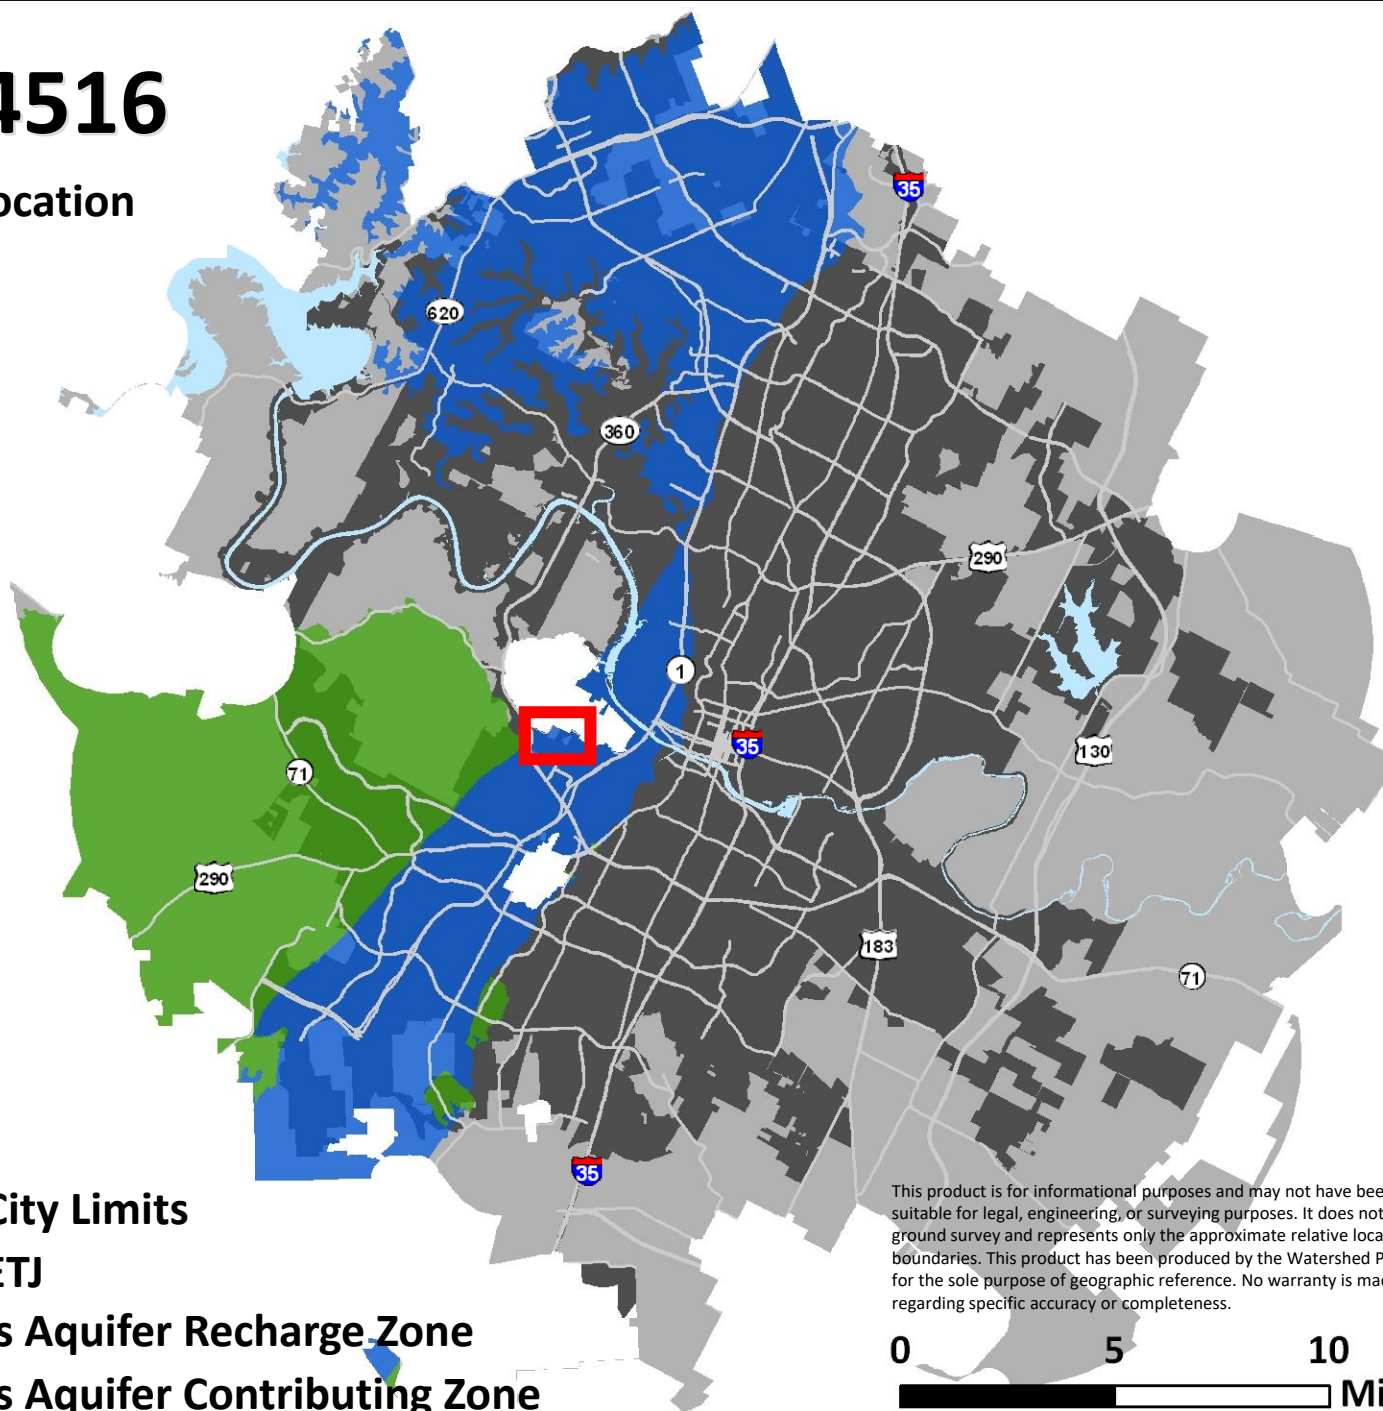 4516
ocation
35
620
360
290
1
35
130
71
290
183
71
35
City Limits
ETJ
s Aquifer Recharge Zone
s Aquifer Contributing Zone
This product is for informational purposes and may not have bee
suitable for legal, engineering, or surveying purposes. It does not
ground survey and represents only the approximate relative loca
boundaries. This product has been produced by the Watershed P
for the sole purpose of geographic reference. No warranty is mad
regarding specific accuracy or completeness.
0 5 10
Mi